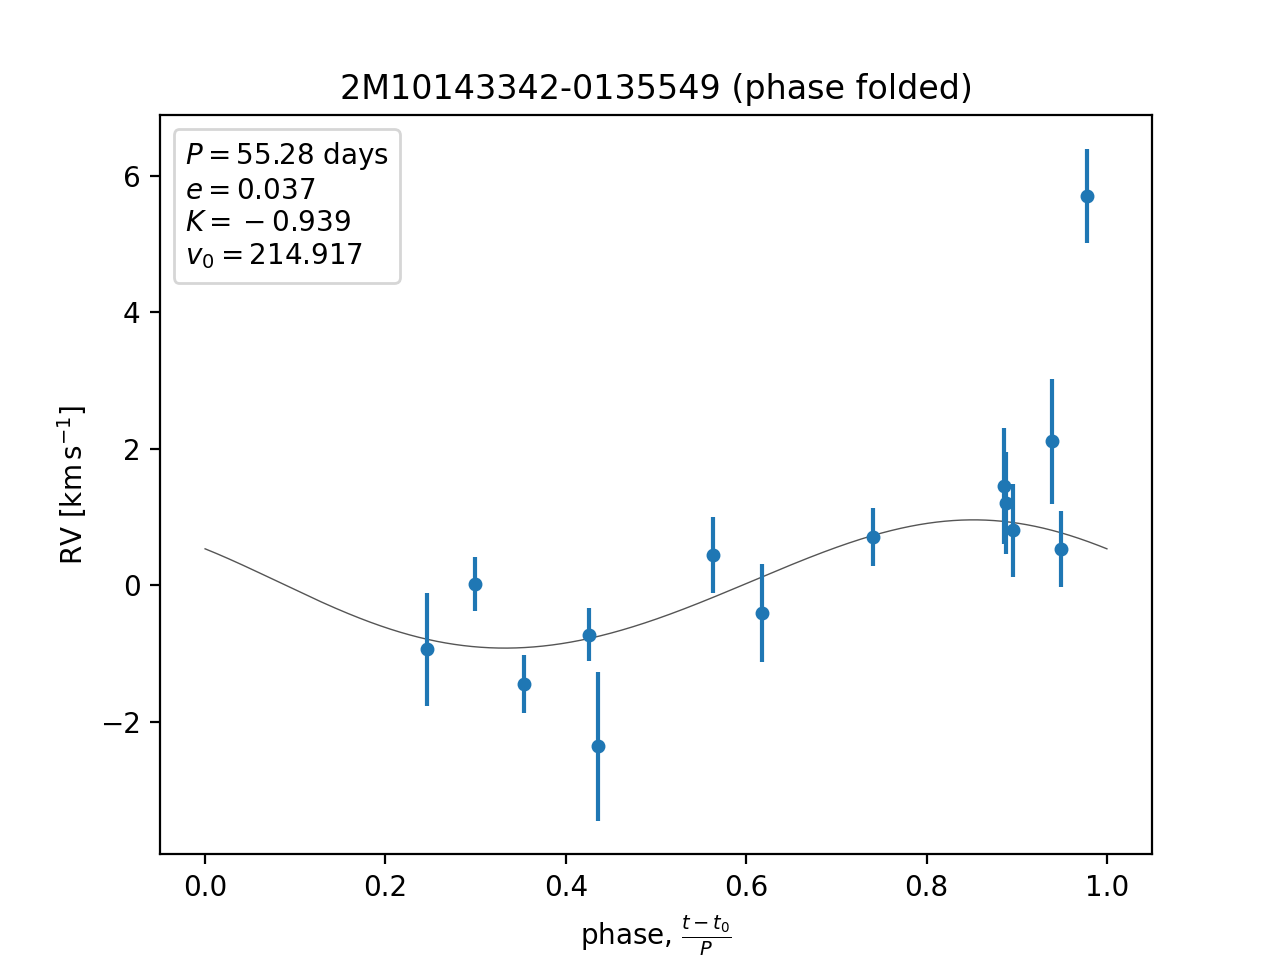 2M10143342-0135549 (phase folded)
P = 55.28 days
e = 0.037
K = −0.939
v₀ = 214.917
6
4
2
0
−2
RV [km s⁻¹]
0.0 0.2 0.4 0.6 0.8 1.0
phase, (t − t₀)/P